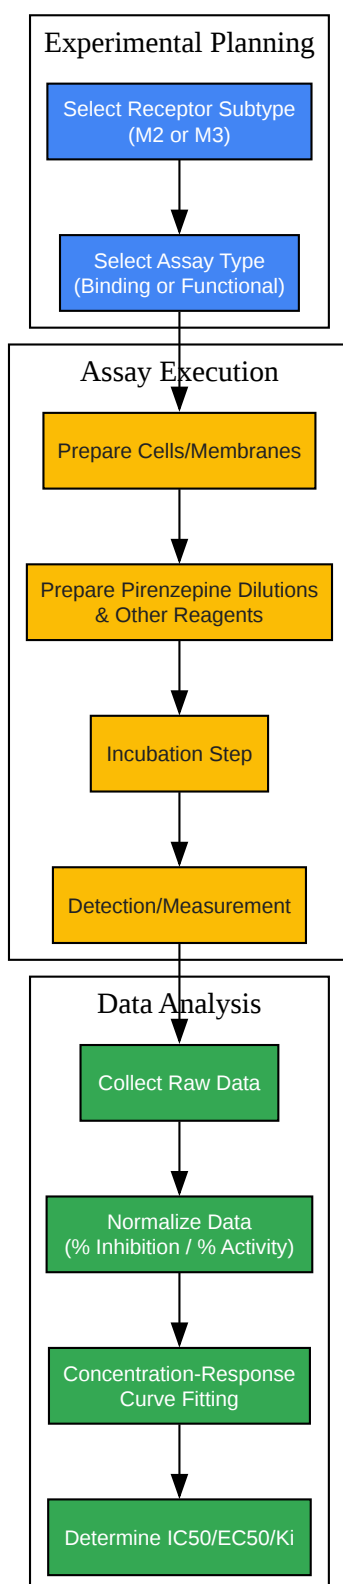 Experimental Planning
Select Receptor Subtype
(M2 or M3)
Select Assay Type
(Binding or Functional)
Assay Execution
Prepare Cells/Membranes
Prepare Pirenzepine Dilutions
& Other Reagents
Incubation Step
Detection/Measurement
Data Analysis
Collect Raw Data
Normalize Data
(% Inhibition / % Activity)
Concentration-Response
Curve Fitting
Determine IC50/EC50/Ki